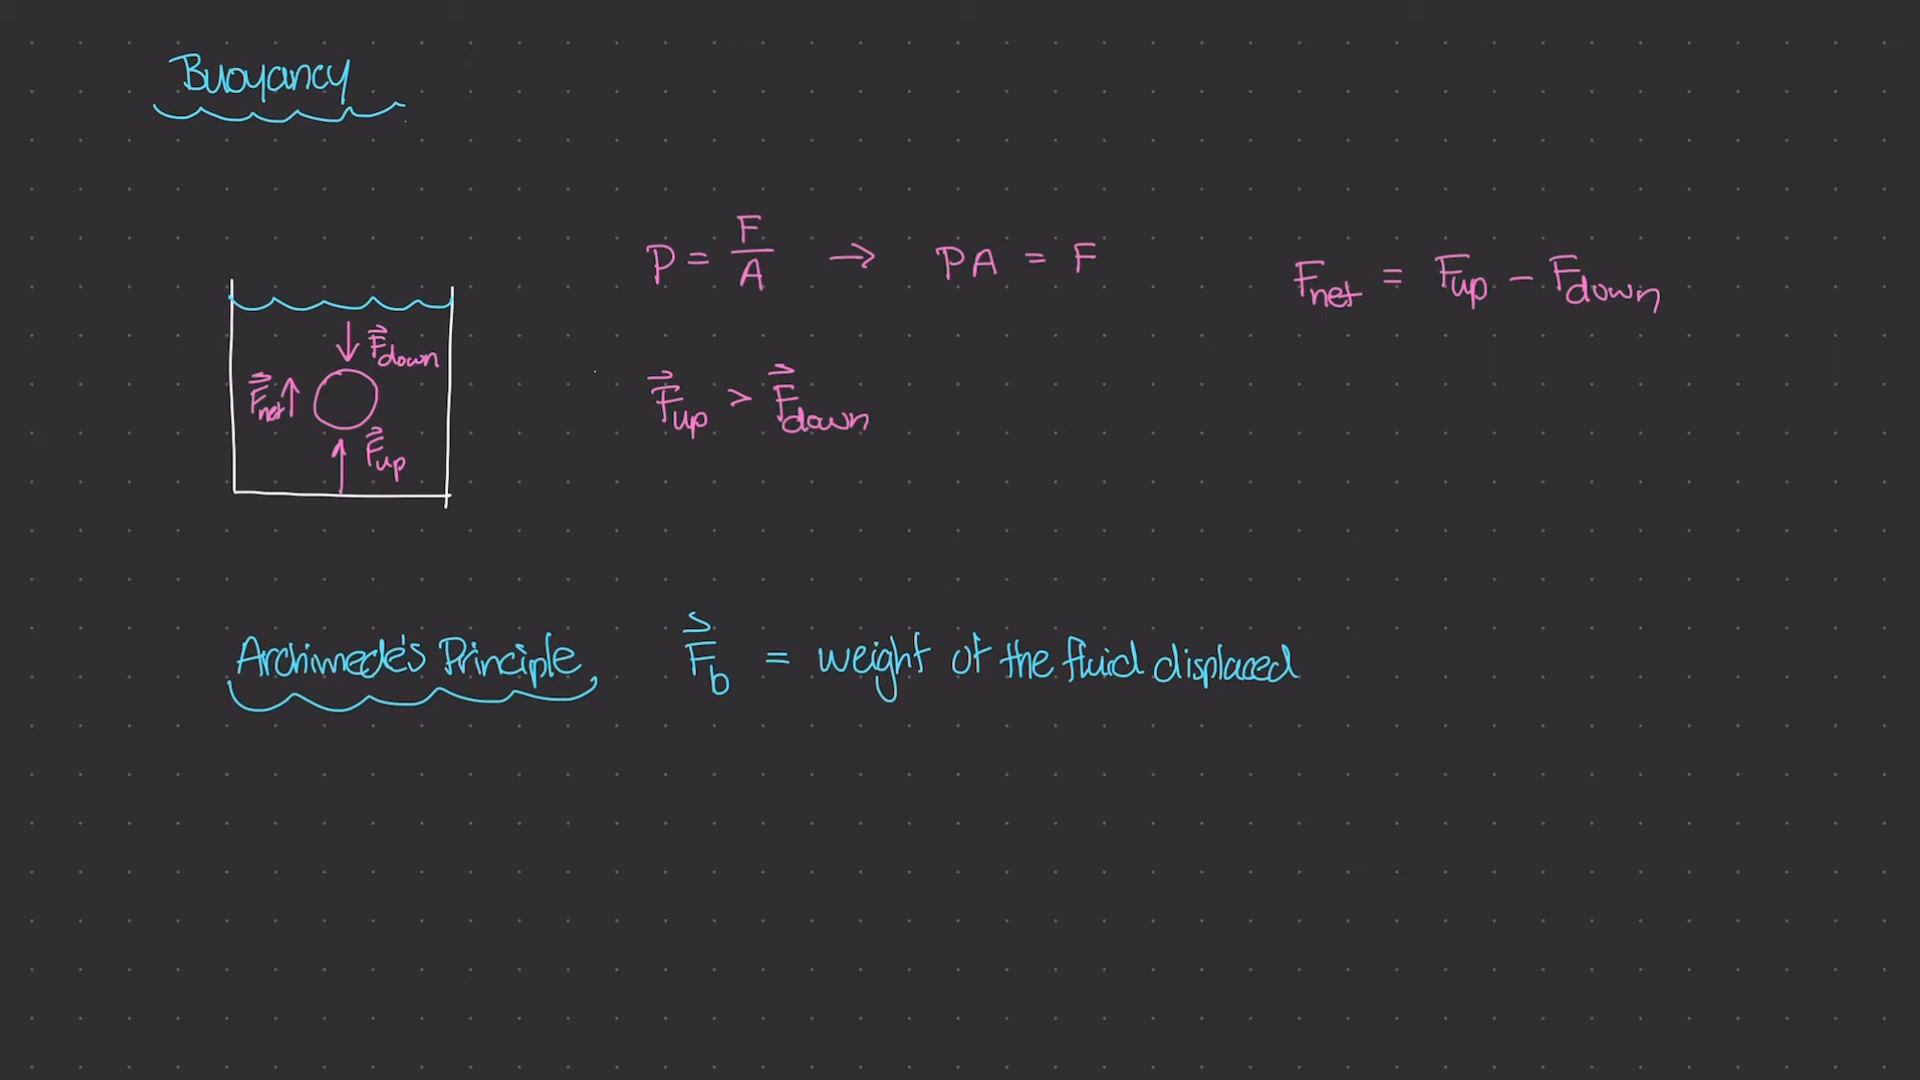 Buoyancy
P = F/A → PA = F
F⃗up > F⃗down
Fnet = Fup - Fdown
F⃗down
F⃗net
F⃗up
Archimede's Principle F⃗b = weight of the fluid displaced